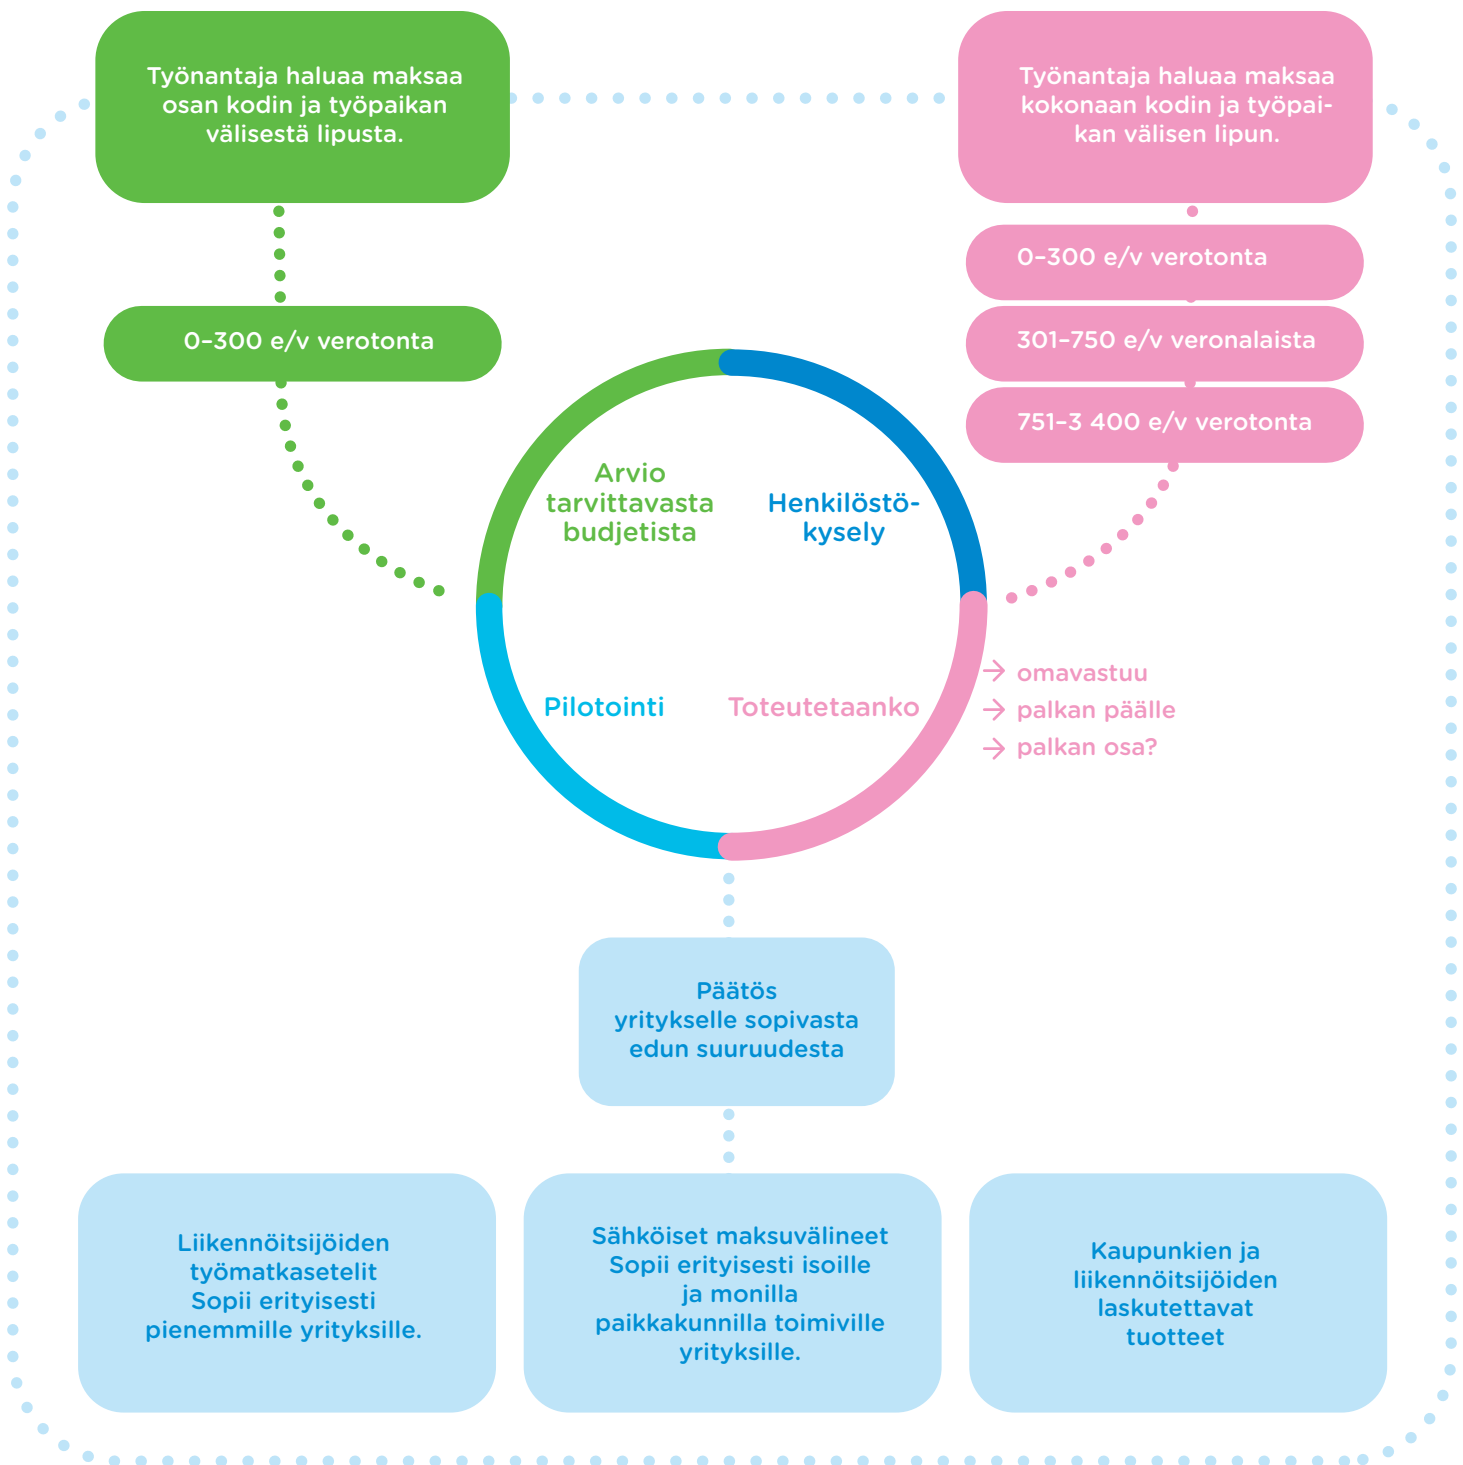 Työnantaja haluaa maksaa
osan kodin ja työpaikan
välisestä lipusta.
Työnantaja haluaa maksaa
kokonaan kodin ja työpai-
kan välisen lipun.
0–300 e/v verotonta
0–300 e/v verotonta
301–750 e/v veronalaista
751–3 400 e/v verotonta
Arvio
tarvittavasta
budjetista
Henkilöstö-
kysely
Pilotointi
Toteutetaanko
→ omavastuu
→ palkan päälle
→ palkan osa?
Päätös
yritykselle sopivasta
edun suuruudesta
Liikennöitsijöiden
työmatkasetelit
Sopii erityisesti
pienemmille yrityksille.
Sähköiset maksuvälineet
Sopii erityisesti isoille
ja monilla
paikkakunnilla toimiville
yrityksille.
Kaupunkien ja
liikennöitsijöiden
laskutettavat
tuotteet